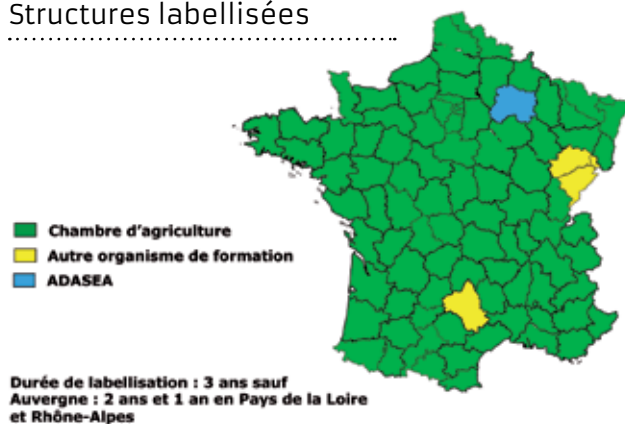 Structures labellisées
Chambre d'agriculture
Autre organisme de formation
ADASEA
Durée de labellisation : 3 ans sauf
Auvergne : 2 ans et 1 an en Pays de la Loire
et Rhône-Alpes